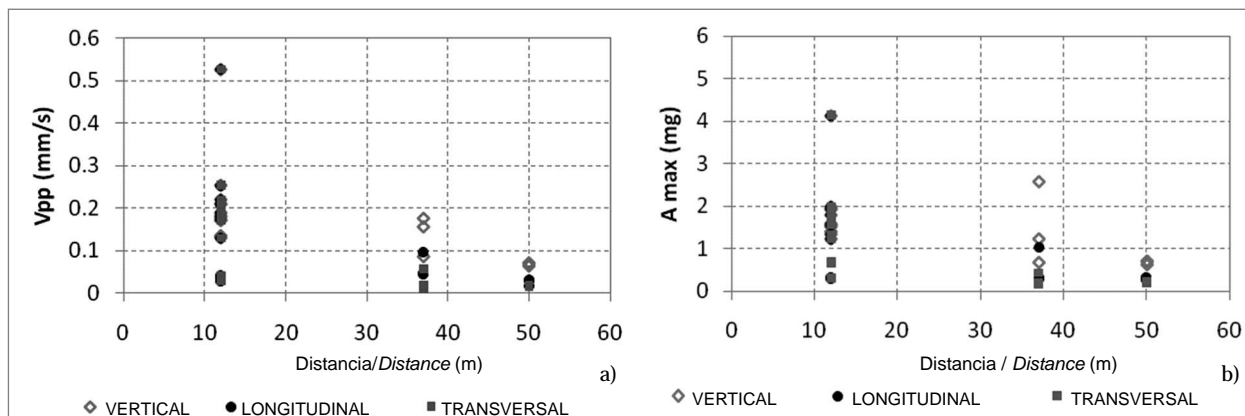 0.6
0.5
0.4
0.3
0.2
0.1
0
Vpp (mm/s)
0 10 20 30 40 50 60
Distancia/Distance (m)
a)
VERTICAL LONGITUDINAL TRANSVERSAL
6
5
4
3
2
1
0
A max (mg)
0 10 20 30 40 50 60
Distancia / Distance (m)
b)
VERTICAL LONGITUDINAL TRANSVERSAL